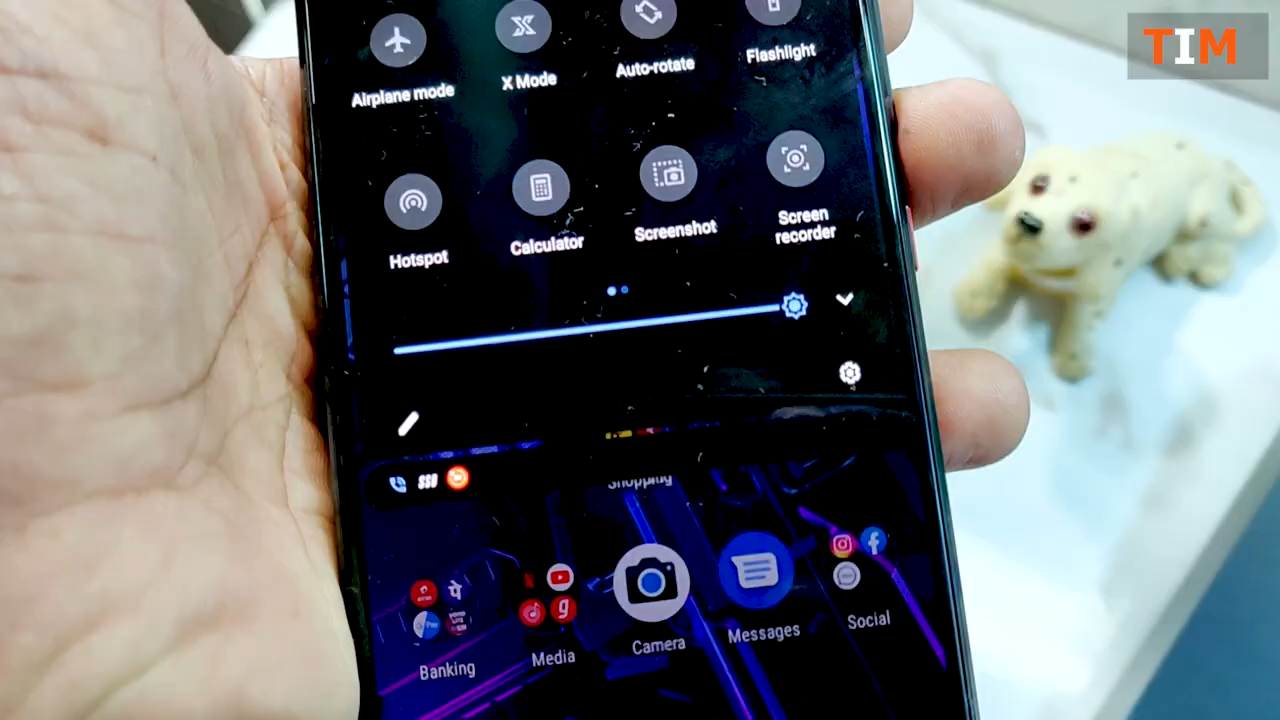 TIM
Airplane mode
X Mode
Auto-rotate
Flashlight
Hotspot
Calculator
Screenshot
Screen
recorder
Shopping
Banking
Media
Camera
Messages
Social